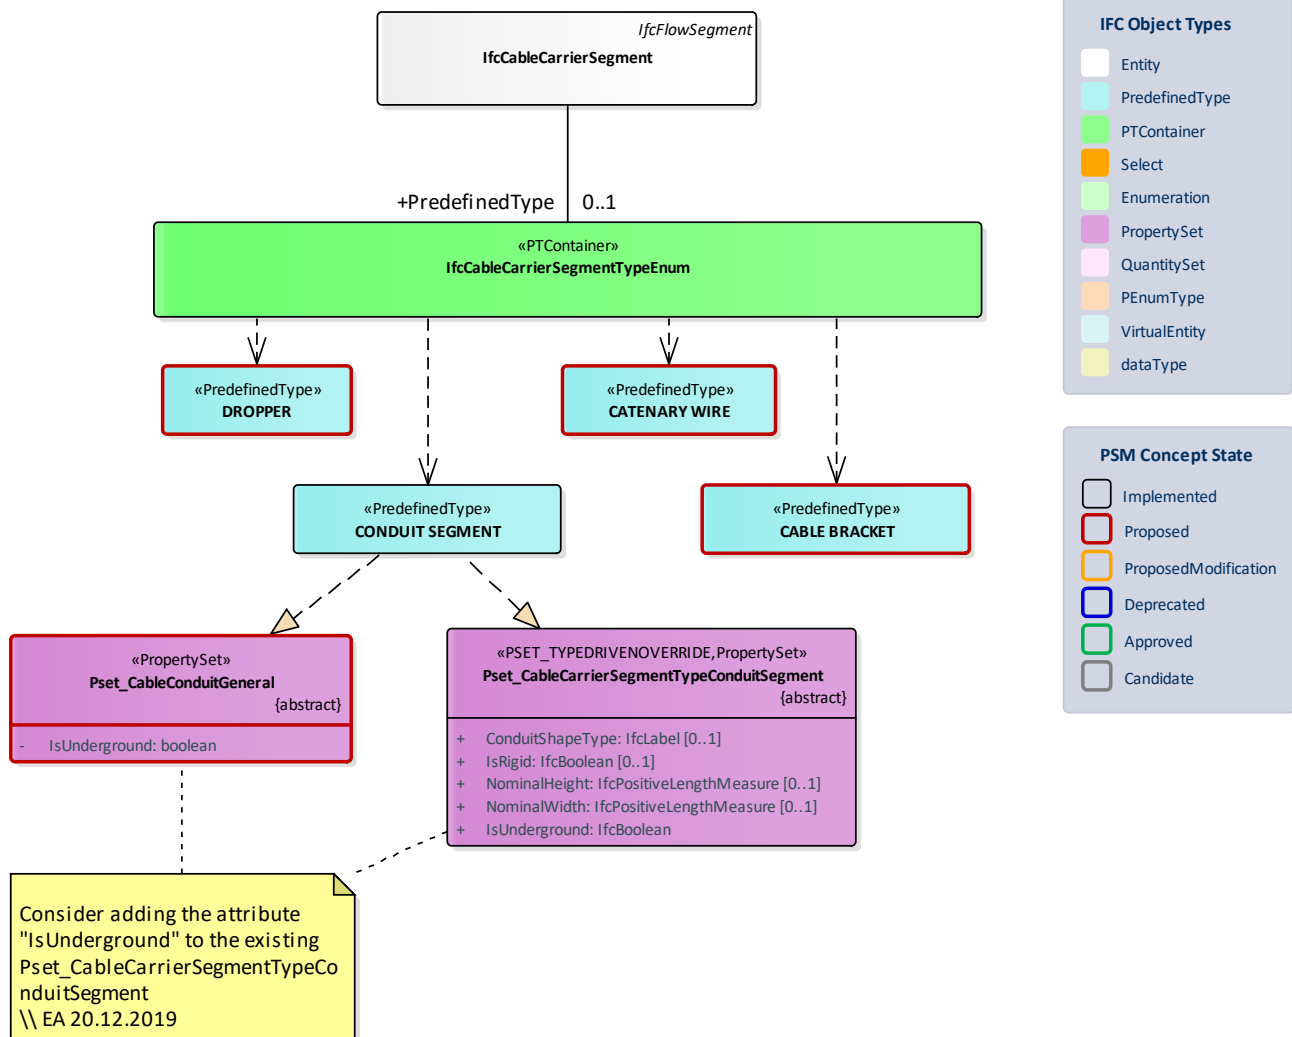 IfcFlowSegment
IfcCableCarrierSegment
+PredefinedType 0..1
«PTContainer»
IfcCableCarrierSegmentTypeEnum
«PredefinedType»
DROPPER
«PredefinedType»
CATENARY WIRE
«PredefinedType»
CONDUIT SEGMENT
«PredefinedType»
CABLE BRACKET
«PropertySet»
Pset_CableConduitGeneral
{abstract}
- IsUnderground: boolean
«PSET_TYPEDRIVENOVERRIDE,PropertySet»
Pset_CableCarrierSegmentTypeConduitSegment
{abstract}
+ ConduitShapeType: IfcLabel [0..1]
+ IsRigid: IfcBoolean [0..1]
+ NominalHeight: IfcPositiveLengthMeasure [0..1]
+ NominalWidth: IfcPositiveLengthMeasure [0..1]
+ IsUnderground: IfcBoolean
Consider adding the attribute
"IsUnderground" to the existing
Pset_CableCarrierSegmentTypeCo
nduitSegment
\\ EA 20.12.2019
IFC Object Types
Entity
PredefinedType
PTContainer
Select
Enumeration
PropertySet
QuantitySet
PEnumType
VirtualEntity
dataType
PSM Concept State
Implemented
Proposed
ProposedModification
Deprecated
Approved
Candidate